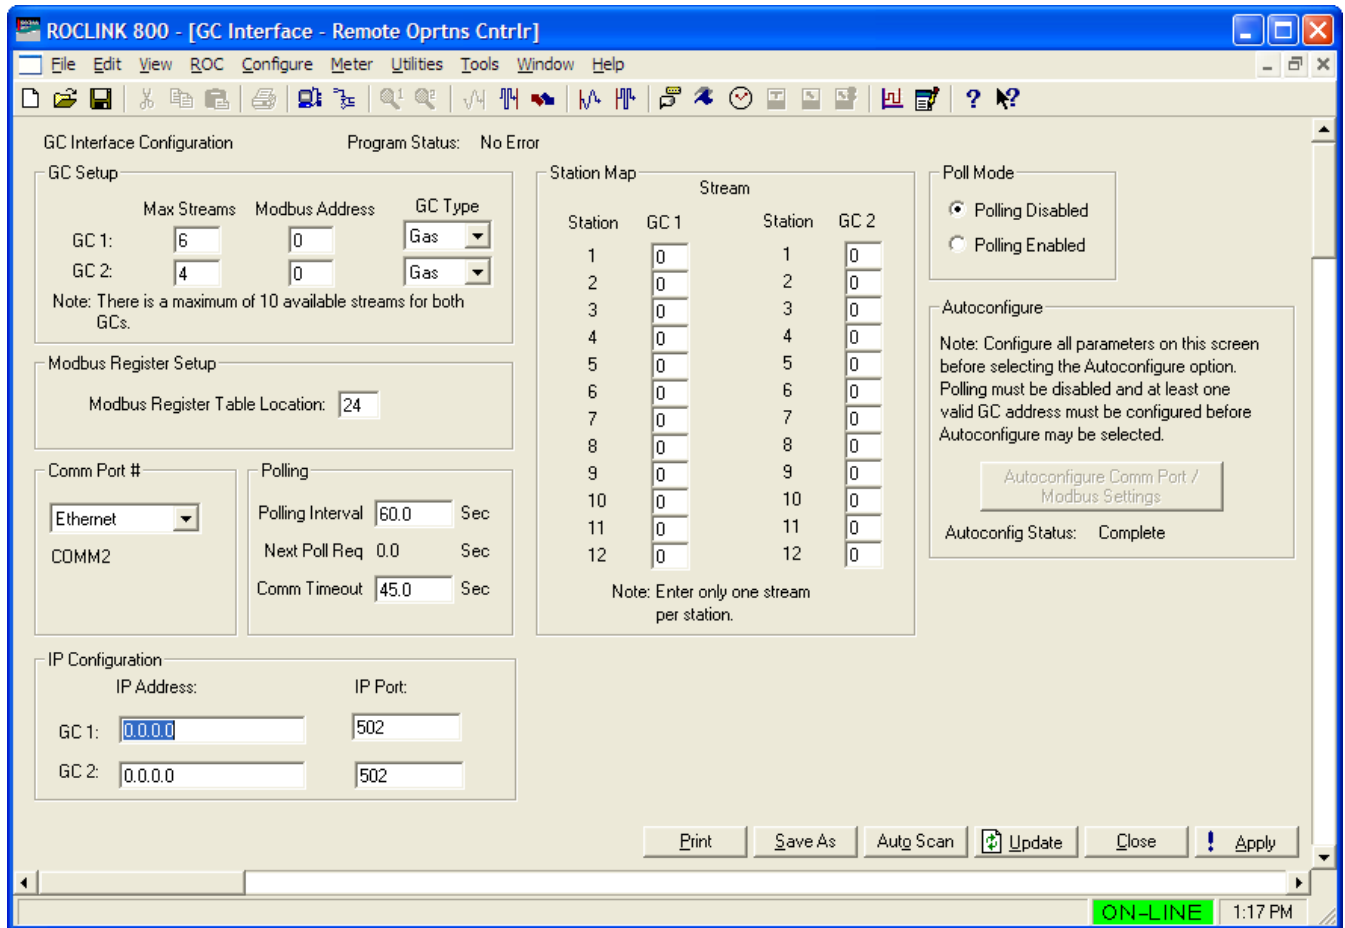 ROCLINK 800 - [GC Interface - Remote Oprtns Cntrlr]
File Edit View ROC Configure Meter Utilities Tools Window Help
GC Interface Configuration Program Status: No Error
GC Setup
Max Streams Modbus Address GC Type
GC 1: 6 0 Gas
GC 2: 4 0 Gas
Note: There is a maximum of 10 available streams for both
GCs.
Modbus Register Setup
Modbus Register Table Location: 24
Comm Port #
Ethernet
COMM2
Polling
Polling Interval 60.0 Sec
Next Poll Req 0.0 Sec
Comm Timeout 45.0 Sec
IP Configuration
IP Address: IP Port:
GC 1: 0.0.0.0 502
GC 2: 0.0.0.0 502
Station Map
Stream
Station GC 1 Station GC 2
1 0 1 0
2 0 2 0
3 0 3 0
4 0 4 0
5 0 5 0
6 0 6 0
7 0 7 0
8 0 8 0
9 0 9 0
10 0 10 0
11 0 11 0
12 0 12 0
Note: Enter only one stream
per station.
Poll Mode
Polling Disabled
Polling Enabled
Autoconfigure
Note: Configure all parameters on this screen
before selecting the Autoconfigure option.
Polling must be disabled and at least one
valid GC address must be configured before
Autoconfigure may be selected.
Autoconfigure Comm Port /
Modbus Settings
Autoconfig Status: Complete
Print Save As Auto Scan Update Close ! Apply
ON-LINE 1:17 PM